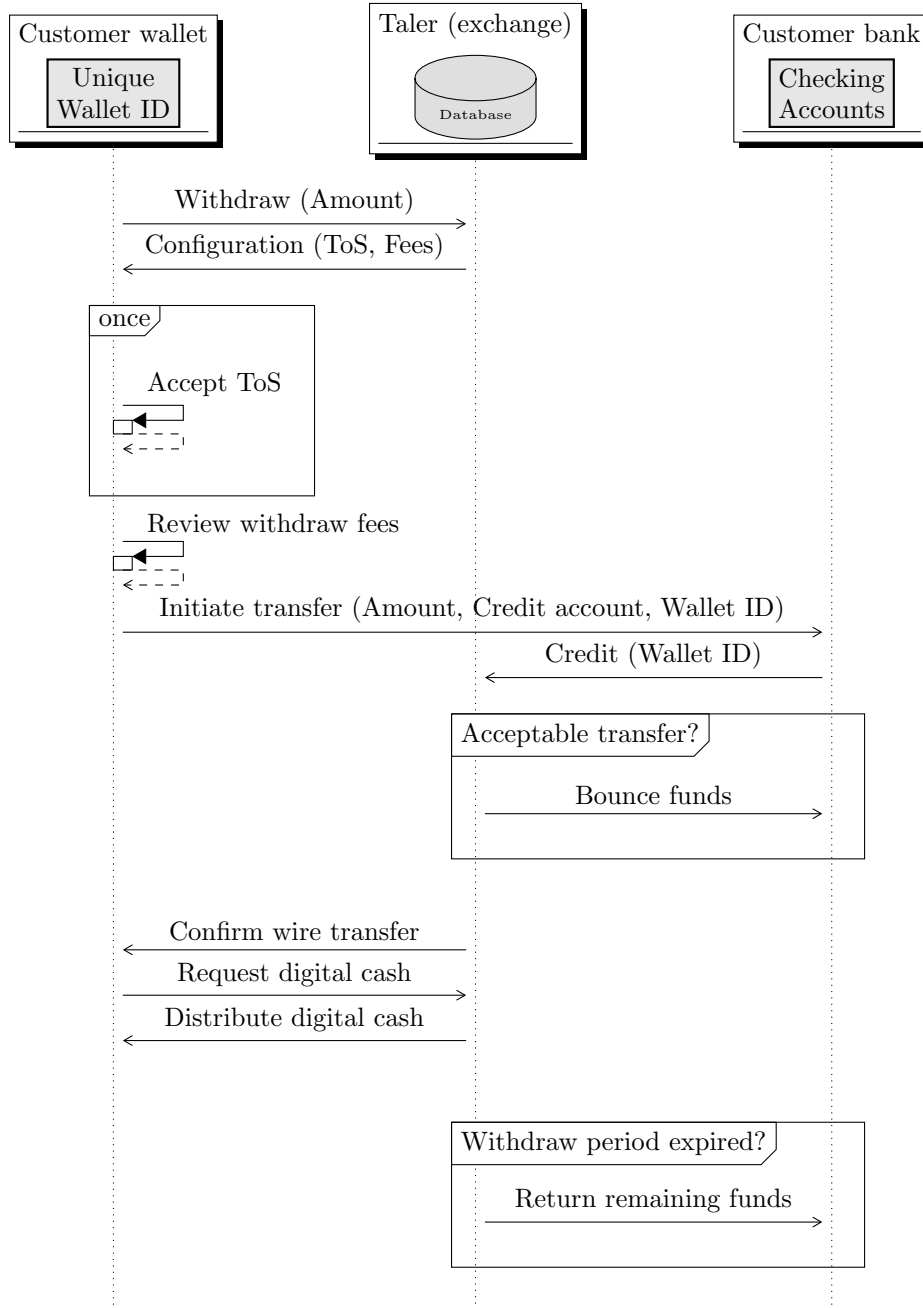 Customer wallet
Unique
Wallet ID
Taler (exchange)
Database
Customer bank
Checking
Accounts
Withdraw (Amount)
Configuration (ToS, Fees)
once
Accept ToS
Review withdraw fees
Initiate transfer (Amount, Credit account, Wallet ID)
Credit (Wallet ID)
Acceptable transfer?
Bounce funds
Confirm wire transfer
Request digital cash
Distribute digital cash
Withdraw period expired?
Return remaining funds